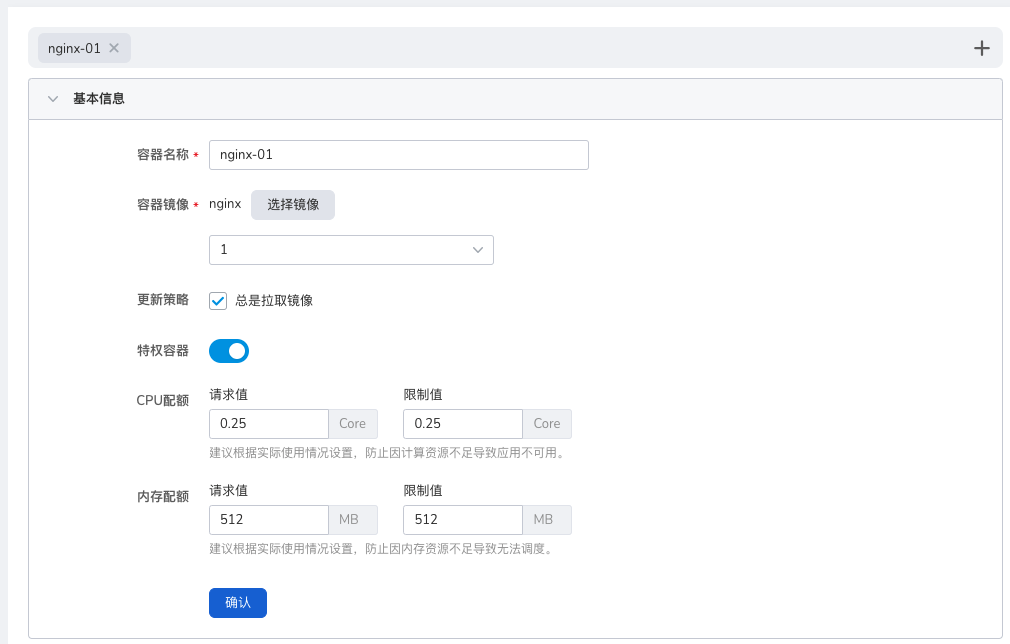 nginx-01
基本信息
容器名称 * nginx-01
容器镜像 * nginx 选择镜像
1
更新策略 总是拉取镜像
特权容器
CPU配额 请求值 限制值
0.25 Core 0.25 Core
建议根据实际使用情况设置，防止因计算资源不足导致应用不可用。
内存配额 请求值 限制值
512 MB 512 MB
建议根据实际使用情况设置，防止因内存资源不足导致无法调度。
确认